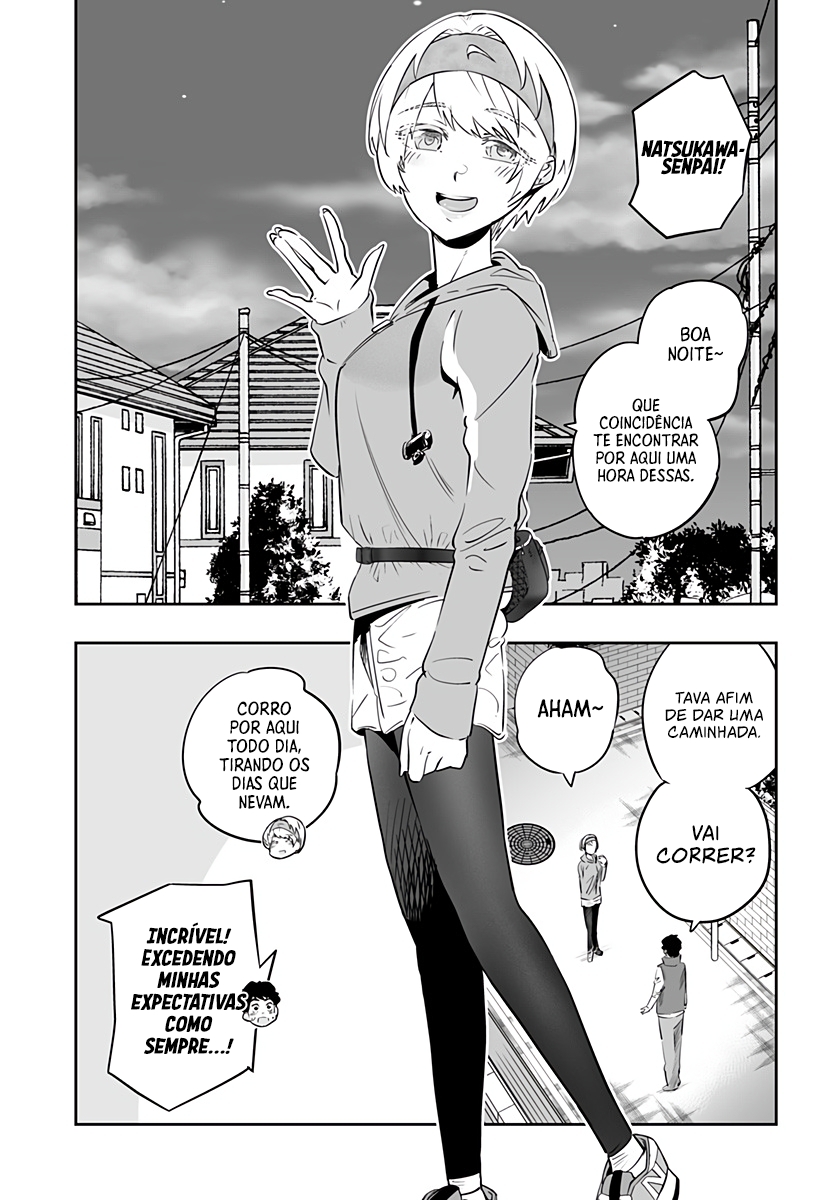 NATSUKAWA-
SENPAI!
BOA
NOITE~
QUE
COINCIDÊNCIA
TE ENCONTRAR
POR AQUI UMA
HORA DESSAS.
TAVA AFIM
DE DAR UMA
CAMINHADA.
VAI
CORRER?
AHAM~
CORRO
POR AQUI
TODO DIA,
TIRANDO OS
DIAS QUE
NEVAM.
INCRÍVEL!
EXCEDENDO
MINHAS
EXPECTATIVAS
COMO
SEMPRE...!